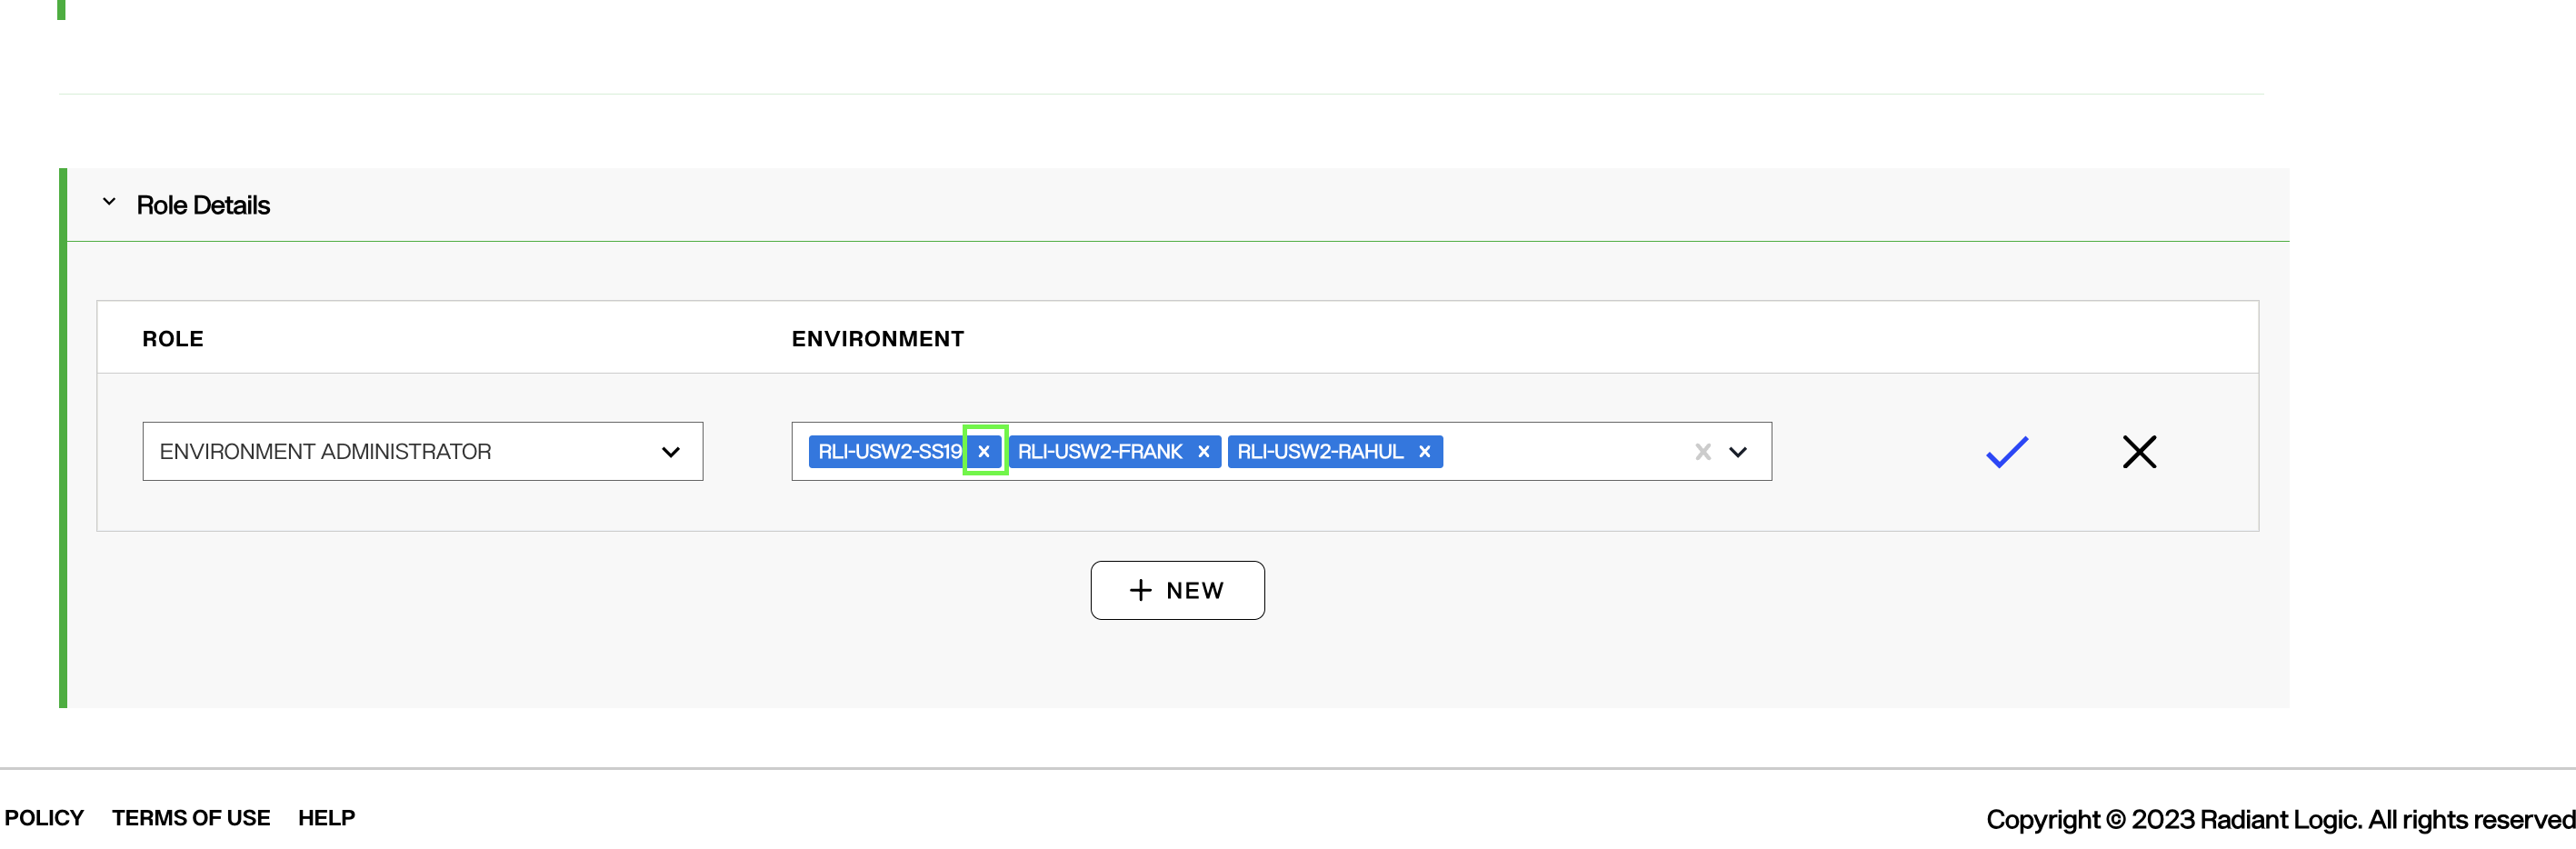 Role Details
ROLE ENVIRONMENT
ENVIRONMENT ADMINISTRATOR RLI-USW2-SS19 RLI-USW2-FRANK RLI-USW2-RAHUL
NEW
POLICY TERMS OF USE HELP Copyright © 2023 Radiant Logic. All rights reserved